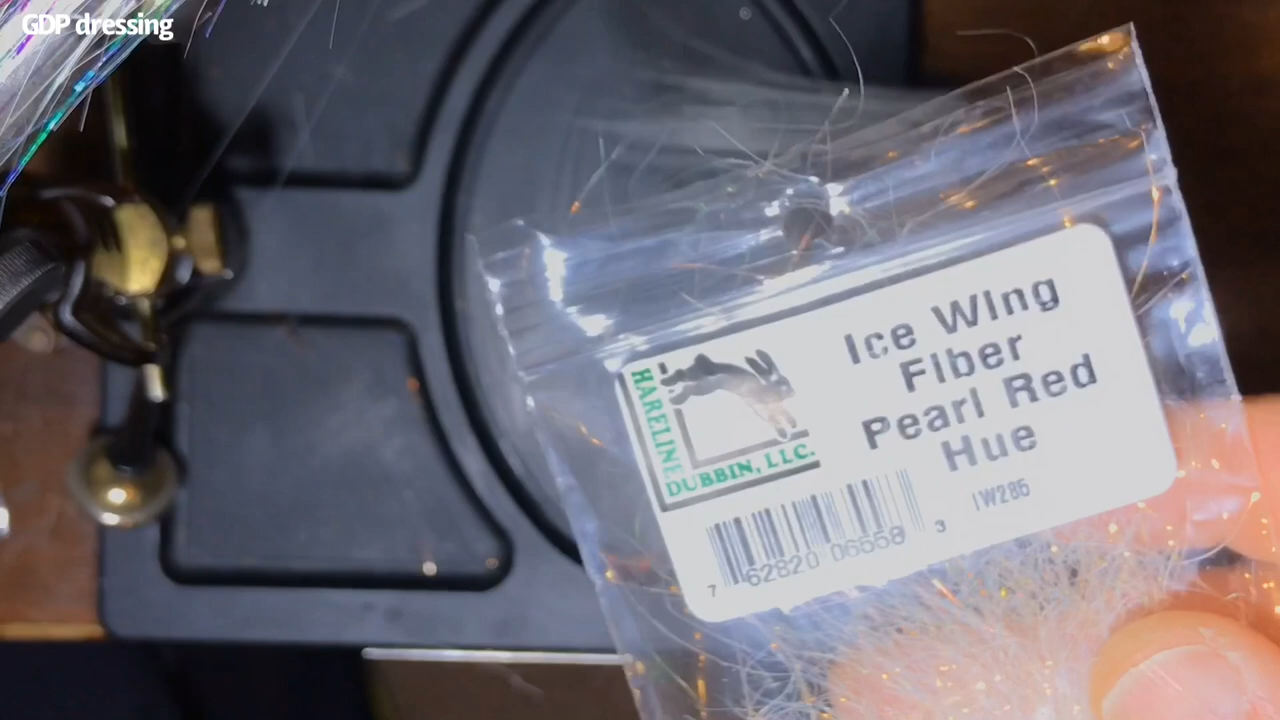 GDP dressing
Ice Wing
Fiber
Pearl Red
Hue
HARELINE
DUBBIN, LLC.
IW285
7 62820 06558 3